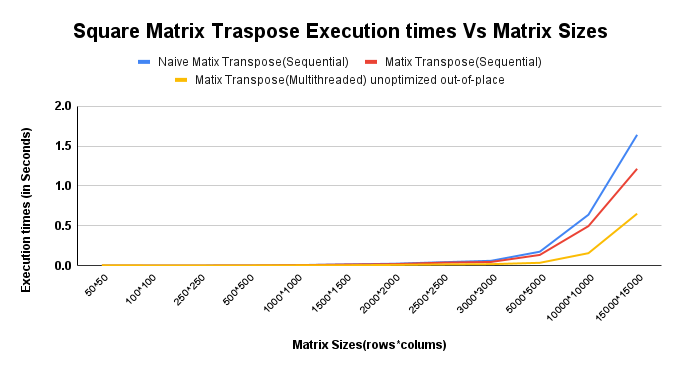 Square Matrix Traspose Execution times Vs Matrix Sizes
Naive Matix Transpose(Sequential) Matix Transpose(Sequential)
Matix Transpose(Multithreaded) unoptimized out-of-place
Execution times (in Seconds)
2.0
1.5
1.0
0.5
0.0
50*50 100*100 250*250 500*500 1000*1000 1500*1500 2000*2000 2500*2500 3000*3000 5000*5000 10000*10000 15000*15000
Matrix Sizes(rows*colums)